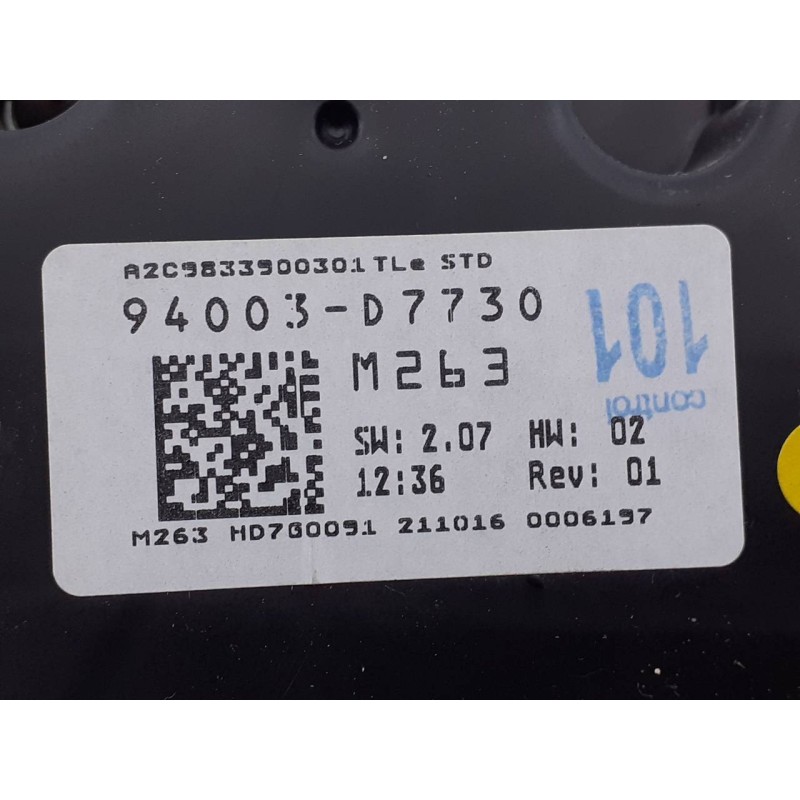 A2C9833900301 TLe STD
94003-D7730
M263
SW: 2.07 HW: 02
12:36 Rev: 01
M263 HD7G0091 211016 0006197
control
101